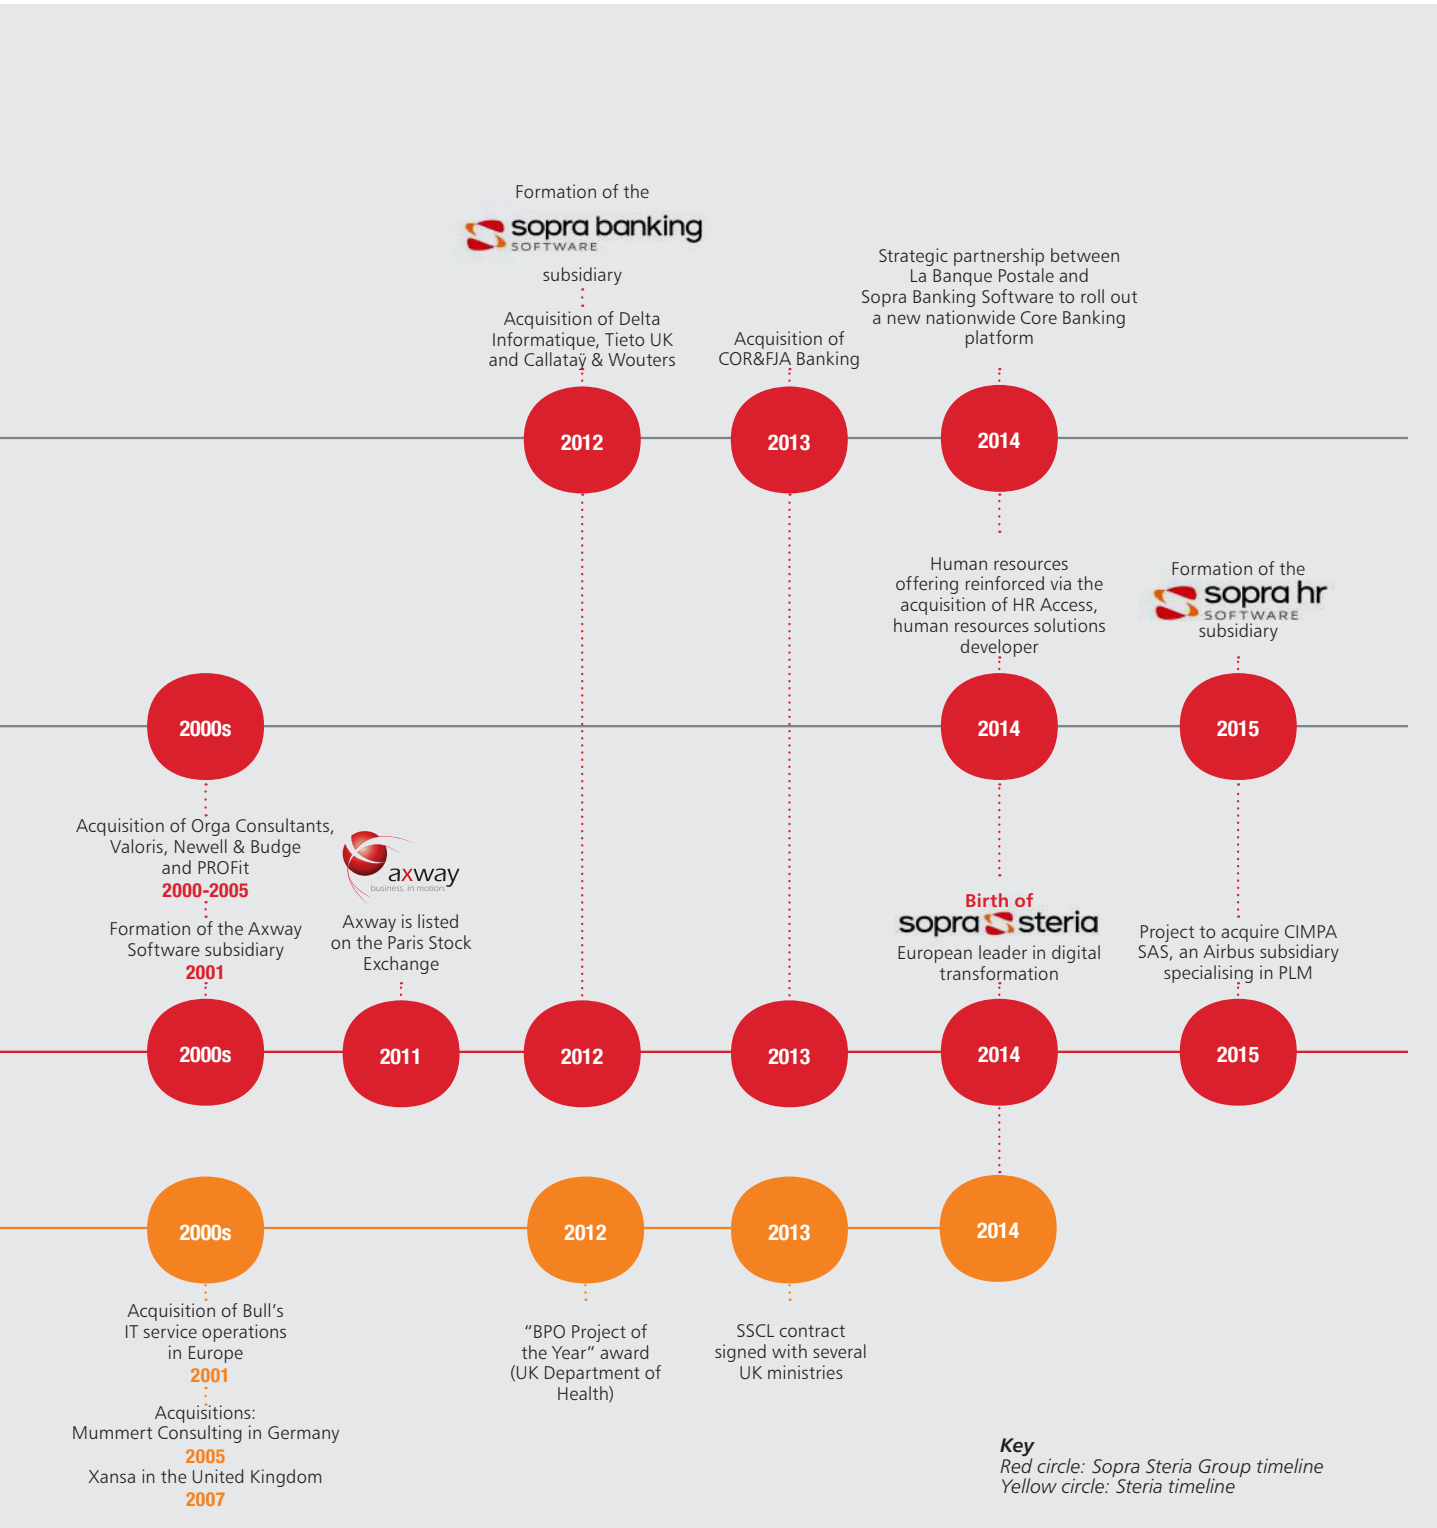 Formation of the
sopra banking
SOFTWARE
subsidiary
Acquisition of Delta
Informatique, Tieto UK
and Callataÿ & Wouters
Acquisition of
COR&FJA Banking
Strategic partnership between
La Banque Postale and
Sopra Banking Software to roll out
a new nationwide Core Banking
platform
2012
2013
2014
Human resources
offering reinforced via the
acquisition of HR Access,
human resources solutions
developer
Formation of the
sopra hr
SOFTWARE
subsidiary
2000s
2014
2015
Acquisition of Orga Consultants,
Valoris, Newell & Budge
and PROFit
2000-2005
Formation of the Axway
Software subsidiary
2001
axway
business. in motion.
Axway is listed
on the Paris Stock
Exchange
Birth of
sopra steria
European leader in digital
transformation
Project to acquire CIMPA
SAS, an Airbus subsidiary
specialising in PLM
2000s
2011
2012
2013
2014
2015
2000s
2012
2013
2014
Acquisition of Bull’s
IT service operations
in Europe
2001
Acquisitions:
Mummert Consulting in Germany
2005
Xansa in the United Kingdom
2007
“BPO Project of
the Year” award
(UK Department of
Health)
SSCL contract
signed with several
UK ministries
Key
Red circle: Sopra Steria Group timeline
Yellow circle: Steria timeline